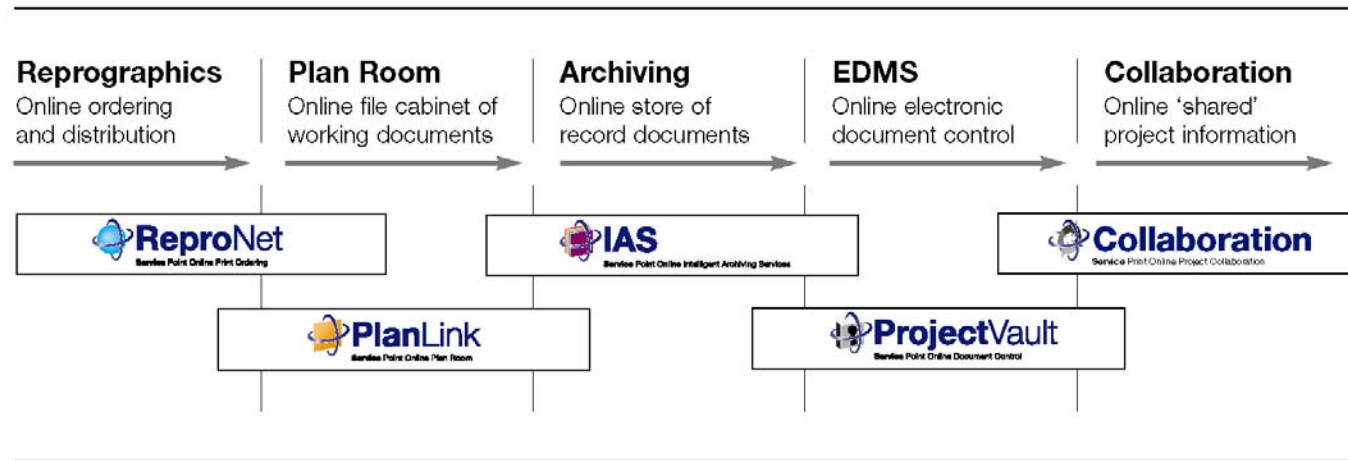 Reprographics
Online ordering
and distribution
Plan Room
Online file cabinet of
working documents
Archiving
Online store of
record documents
EDMS
Online electronic
document control
Collaboration
Online ‘shared’
project information
ReproNet
Service Point Online Print Ordering
IAS
Service Point Online Intelligent Archiving Services
Collaboration
Service Print Online Project Collaboration
PlanLink
Service Point Online Plan Room
ProjectVault
Service Point Online Document Control